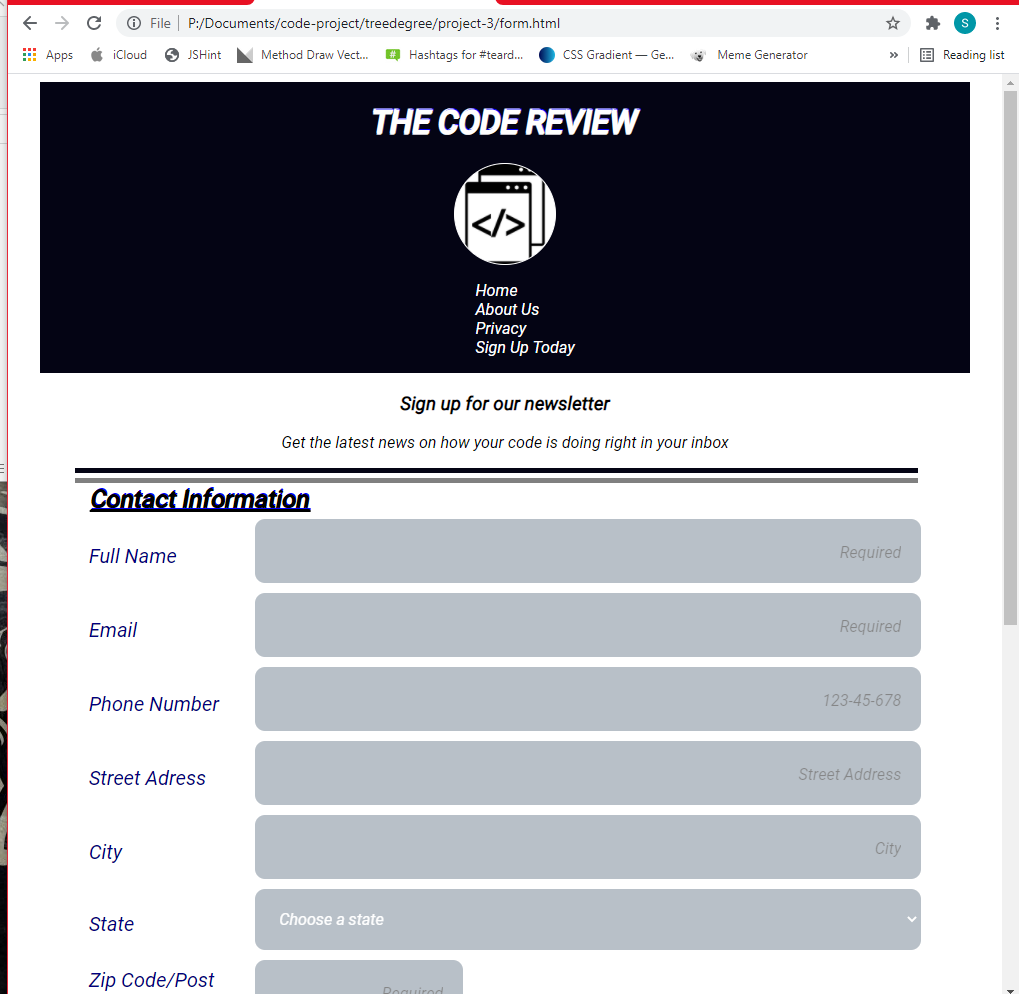 File P:/Documents/code-project/treedegree/project-3/form.html S
Apps iCloud JSHint Method Draw Vect... # Hashtags for #teard... CSS Gradient — Ge... Meme Generator » Reading list
THE CODE REVIEW
</>
Home
About Us
Privacy
Sign Up Today
Sign up for our newsletter
Get the latest news on how your code is doing right in your inbox
Contact Information
Full Name Required
Email Required
Phone Number 123-45-678
Street Adress Street Address
City City
State Choose a state
Zip Code/Post Required